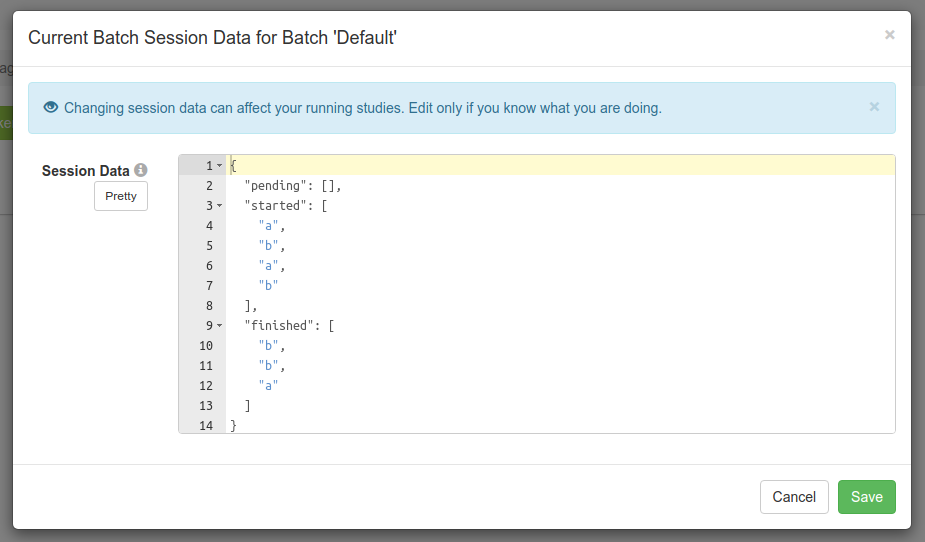 Current Batch Session Data for Batch 'Default'
×
ag
Changing session data can affect your running studies. Edit only if you know what you are doing.
×
ke
Session Data
Pretty
1 {
2   "pending": [],
3   "started": [
4     "a",
5     "b",
6     "a",
7     "b"
8   ],
9   "finished": [
10     "b",
11     "b",
12     "a"
13   ]
14 }
Cancel
Save